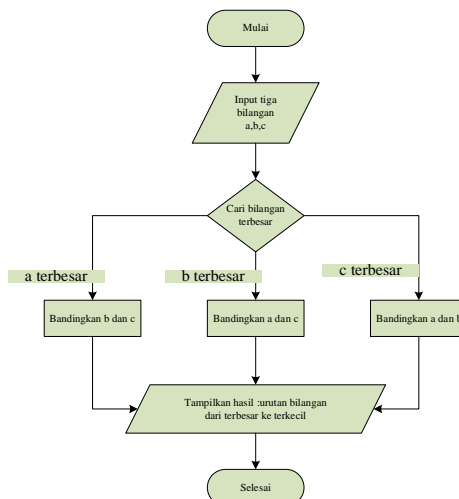 Mulai
Input tiga
bilangan
a,b,c
Cari bilangan
terbesar
a terbesar
b terbesar
c terbesar
Bandingkan b dan c
Bandingkan a dan c
Bandingkan a dan b
Tampilkan hasil :urutan bilangan
dari terbesar ke terkecil
Selesai